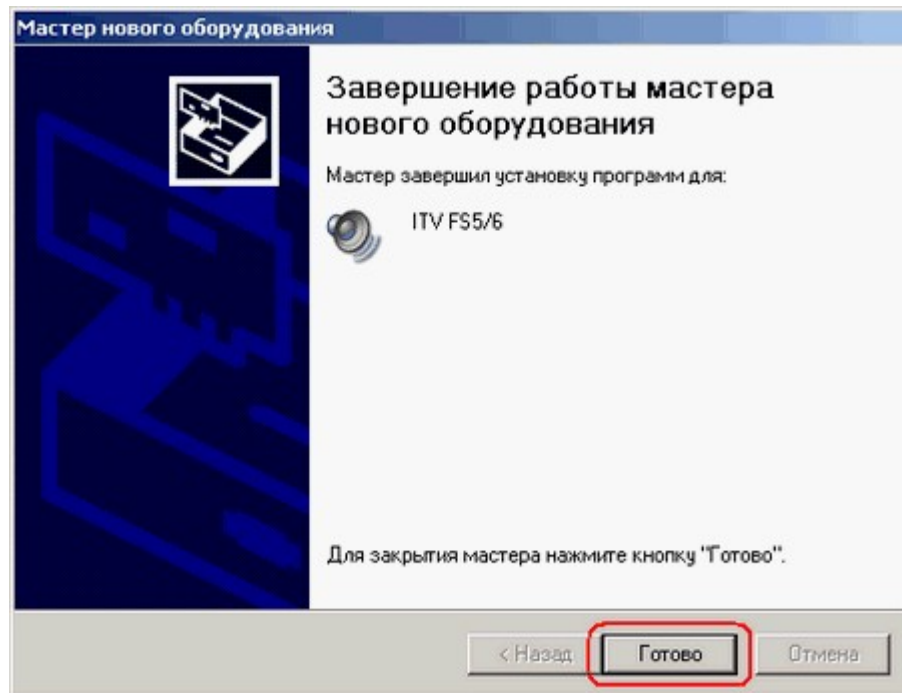 Мастер нового оборудования
Завершение работы мастера
нового оборудования
Мастер завершил установку программ для:
ITV FS5/6
Для закрытия мастера нажмите кнопку "Готово".
< Назад
Готово
Отмена